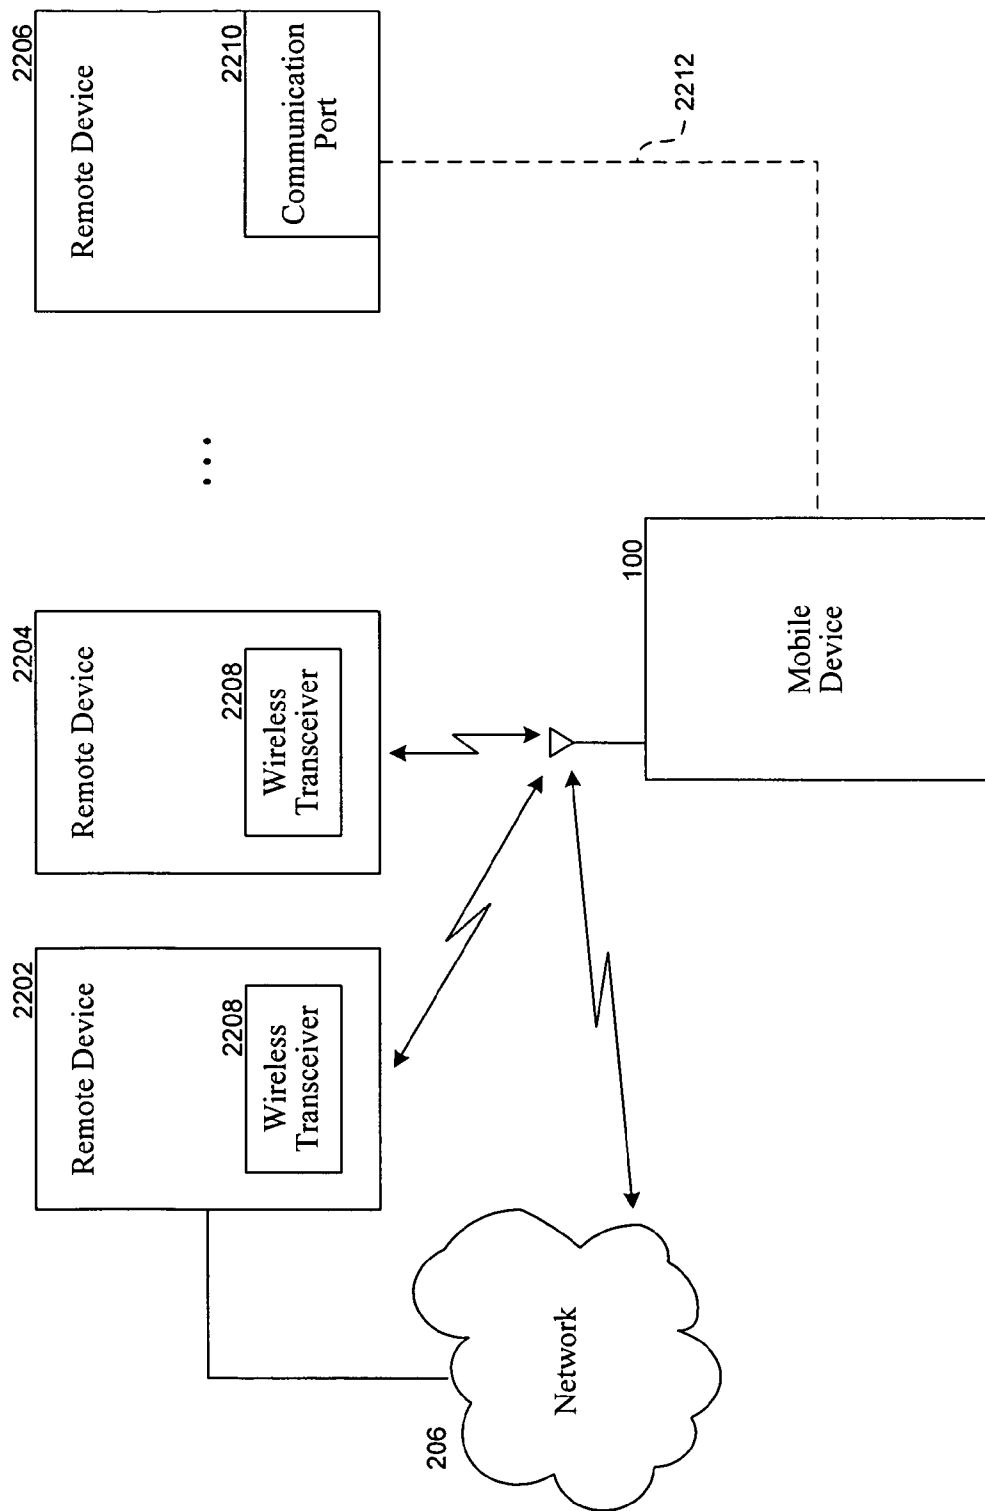 2202
Remote Device
2208
Wireless
Transceiver
2204
Remote Device
2208
Wireless
Transceiver
...
2206
Remote Device
2210
Communication
Port
2212
206
Network
100
Mobile
Device